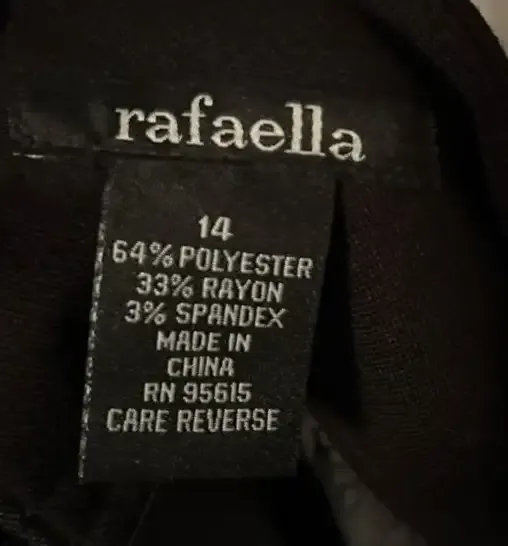 rafaella
14
64% POLYESTER
33% RAYON
3% SPANDEX
MADE IN
CHINA
RN 95615
CARE REVERSE